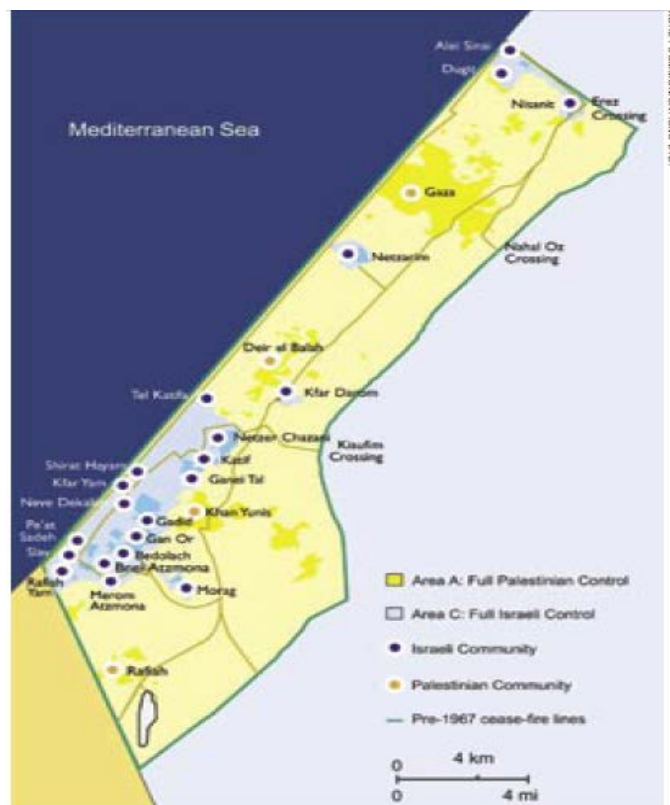 Alei Sinai
Dugit
Nisanit
Erez
Crossing
Mediterranean Sea
Gaza
Nahal Oz
Crossing
Netzarim
Deir el Balah
Tel Katifa
Kfar Darom
Netzer Chazani
Kisufim
Crossing
Katif
Shirat Hayam
Kfar Yam
Ganei Tal
Neve Dekalim
Khan Yunis
Gadid
Pe'at
Sadeh
Gan Or
Slav
Bedolach
Bnei Atzmona
Rafiah
Yam
Merom
Atzmona
Morag
Rafiah
Area A: Full Palestinian Control
Area C: Full Israeli Control
Israeli Community
Palestinian Community
Pre-1967 cease-fire lines
0 4 km
0 4 mi